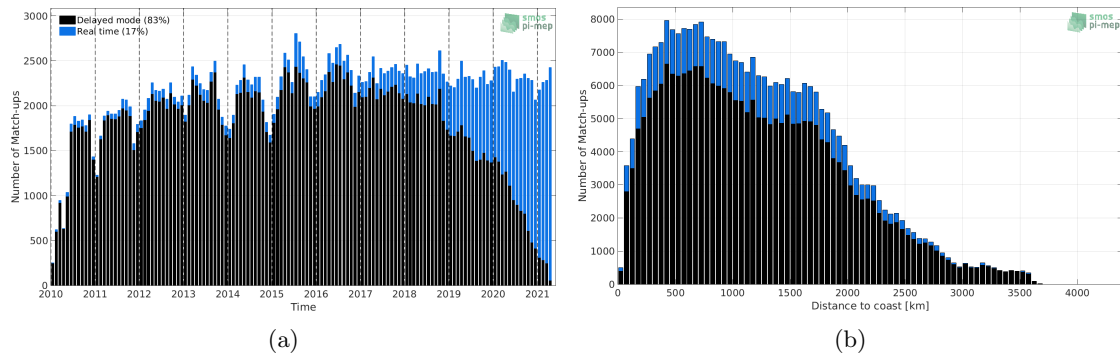 Delayed mode (83%)
Real time (17%)
smos
pi-mep
Number of Match-ups
3000
2500
2000
1500
1000
500
0
2010 2011 2012 2013 2014 2015 2016 2017 2018 2019 2020 2021
Time
(a)
smos
pi-mep
Number of Match-ups
8000
7000
6000
5000
4000
3000
2000
1000
0
0 500 1000 1500 2000 2500 3000 3500 4000
Distance to coast [km]
(b)